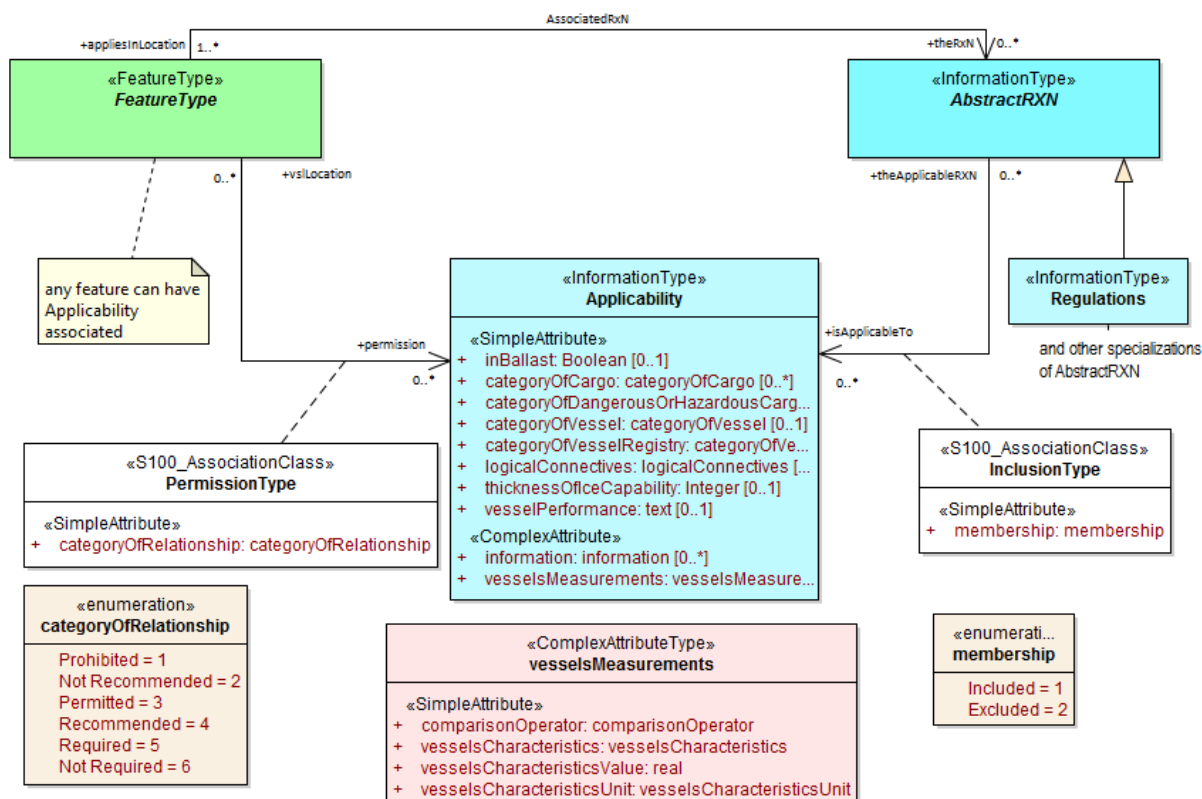 AssociatedRxN
+appliesInLocation 1..*
+theRxN 0..*
«FeatureType»
FeatureType
«InformationType»
AbstractRXN
0..* +vslLocation
+theApplicableRXN 0..*
any feature can have
Applicability
associated
«InformationType»
Applicability
«SimpleAttribute»
+ inBallast: Boolean [0..1]
+ categoryOfCargo: categoryOfCargo [0..*]
+ categoryOfDangerousOrHazardousCarg...
+ categoryOfVessel: categoryOfVessel [0..1]
+ categoryOfVesselRegistry: categoryOfVe...
+ logicalConnectives: logicalConnectives [...
+ thicknessOfIceCapability: Integer [0..1]
+ vesselPerformance: text [0..1]
«ComplexAttribute»
+ information: information [0..*]
+ vesselsMeasurements: vesselsMeasure...
«InformationType»
Regulations
and other specializations
of AbstractRXN
+permission
0..*
+isApplicableTo
0..*
«S100_AssociationClass»
PermissionType
«SimpleAttribute»
+ categoryOfRelationship: categoryOfRelationship
«S100_AssociationClass»
InclusionType
«SimpleAttribute»
+ membership: membership
«enumeration»
categoryOfRelationship
Prohibited = 1
Not Recommended = 2
Permitted = 3
Recommended = 4
Required = 5
Not Required = 6
«ComplexAttributeType»
vesselsMeasurements
«SimpleAttribute»
+ comparisonOperator: comparisonOperator
+ vesselsCharacteristics: vesselsCharacteristics
+ vesselsCharacteristicsValue: real
+ vesselsCharacteristicsUnit: vesselsCharacteristicsUnit
«enumerati...
membership
Included = 1
Excluded = 2